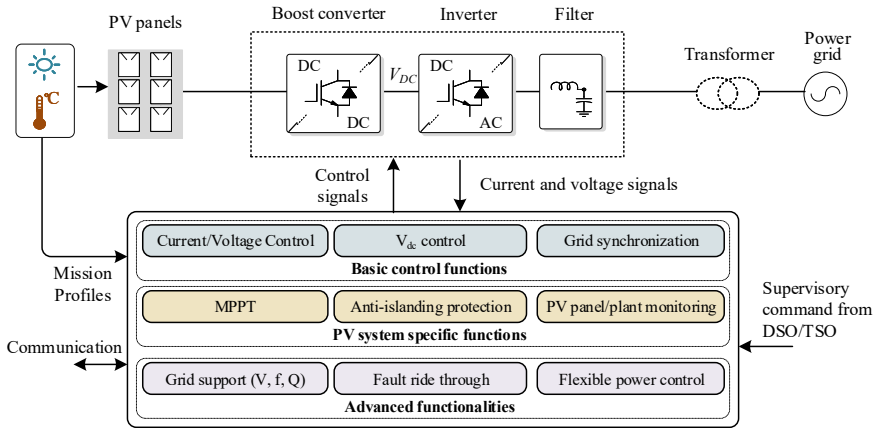 Boost converter
Inverter
Filter
PV panels
Transformer
Power
grid
°C
DC
DC
V_DC
DC
AC
Control
signals
Current and voltage signals
Mission
Profiles
Current/Voltage Control
V_dc control
Grid synchronization
Basic control functions
MPPT
Anti-islanding protection
PV panel/plant monitoring
PV system specific functions
Supervisory
command from
DSO/TSO
Communication
Grid support (V, f, Q)
Fault ride through
Flexible power control
Advanced functionalities